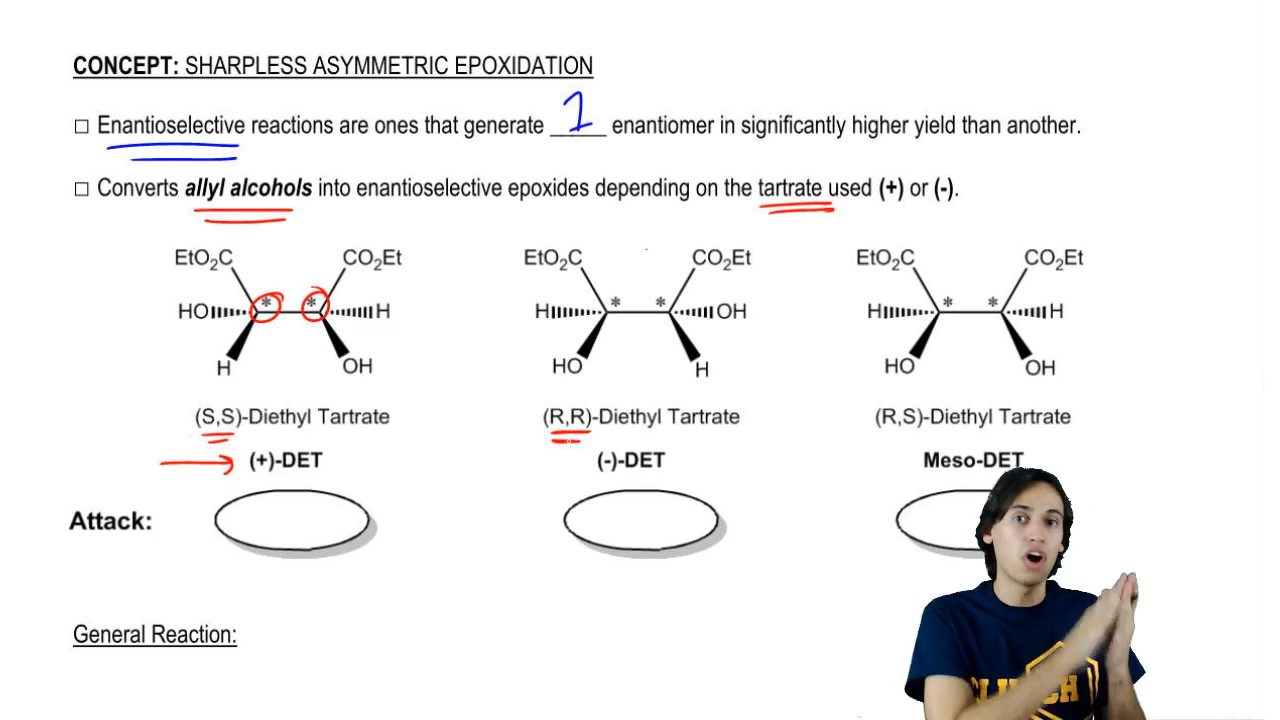 CONCEPT: SHARPLESS ASYMMETRIC EPOXIDATION
□ Enantioselective reactions are ones that generate 1 enantiomer in significantly higher yield than another.
□ Converts allyl alcohols into enantioselective epoxides depending on the tartrate used (+) or (-).
EtO₂C CO₂Et EtO₂C CO₂Et EtO₂C CO₂Et
* * * * * *
HO H H OH H H
H OH HO H HO OH
(S,S)-Diethyl Tartrate (R,R)-Diethyl Tartrate (R,S)-Diethyl Tartrate
(+)-DET (-)-DET Meso-DET
Attack:
General Reaction: